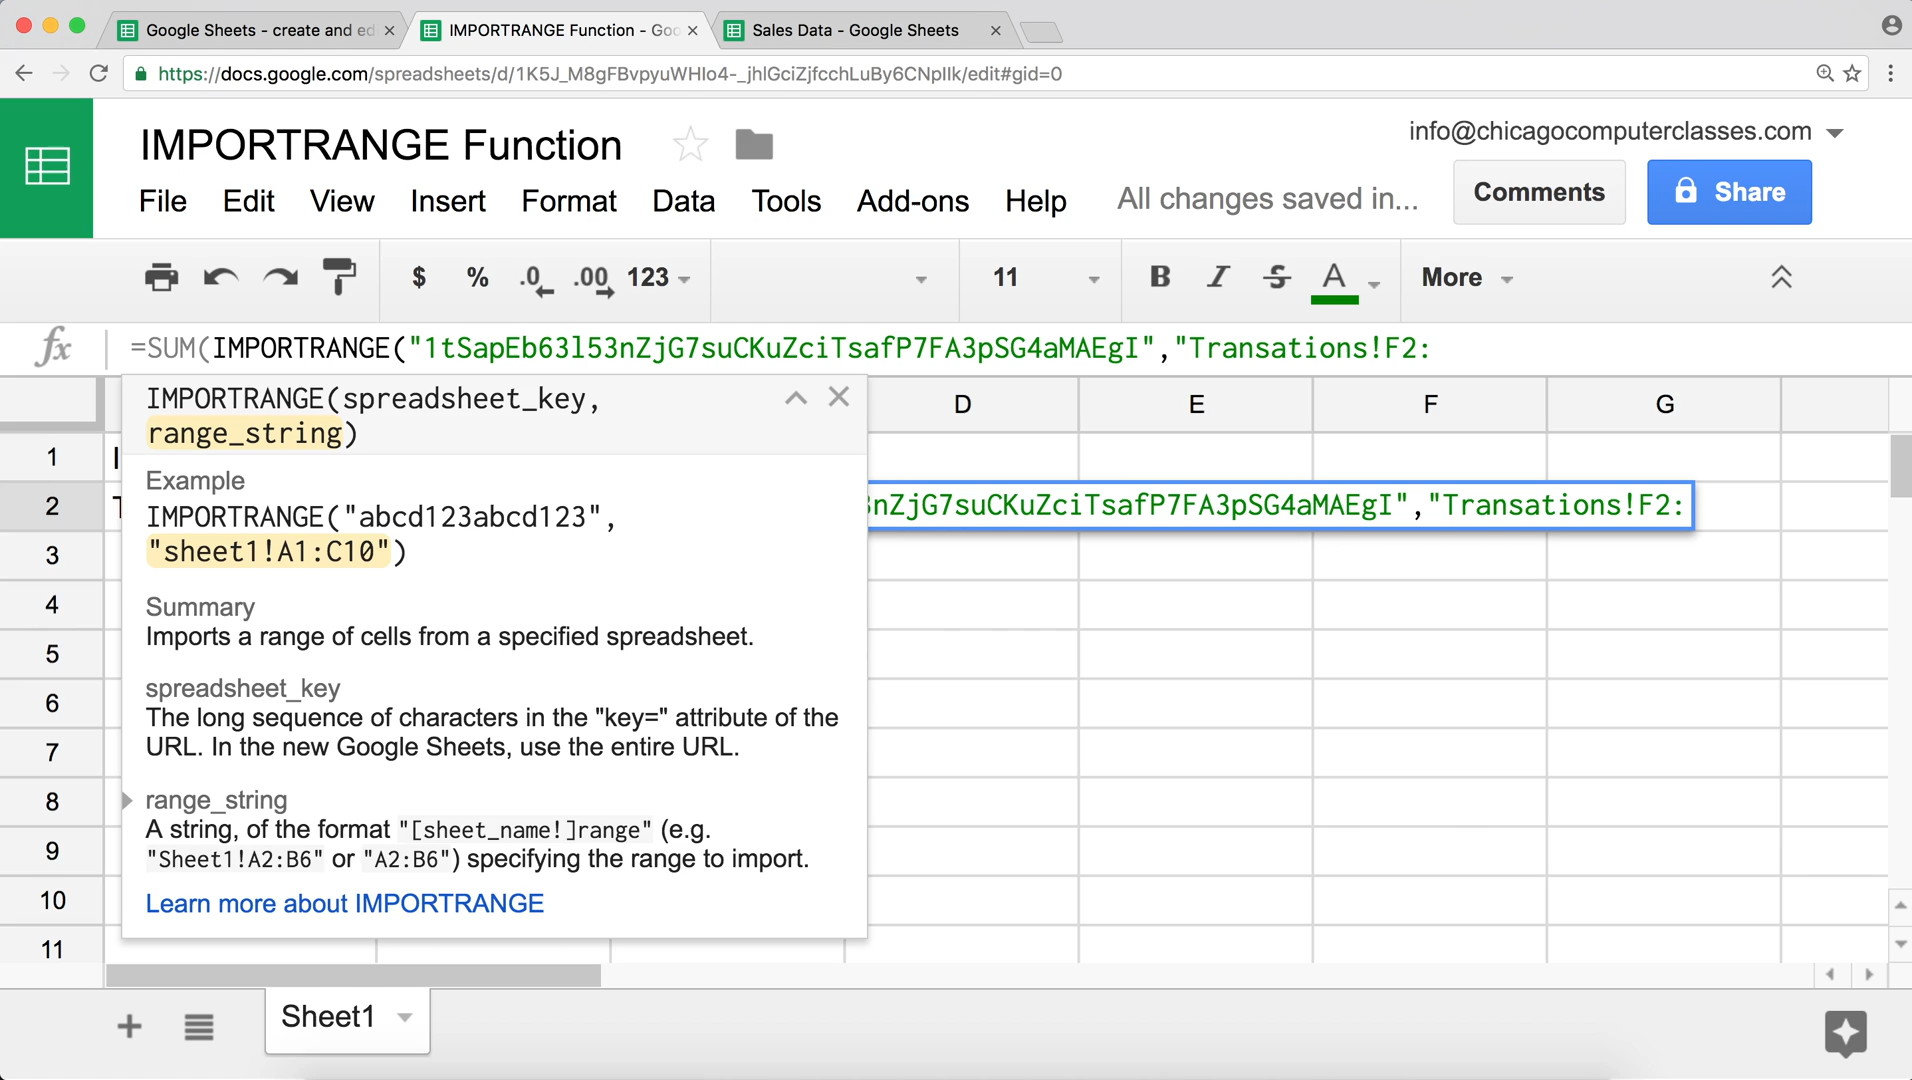 Google Sheets - create and ed
IMPORTRANGE Function - Goo
Sales Data - Google Sheets
https://docs.google.com/spreadsheets/d/1K5J_M8gFBvpyuWHIo4-_jhlGciZjfcchLuBy6CNpIIk/edit#gid=0
IMPORTRANGE Function
info@chicagocomputerclasses.com
File Edit View Insert Format Data Tools Add-ons Help All changes saved in...
Comments
Share
$ % .0 .00 123 11 B I S A More
fx =SUM(IMPORTRANGE("1tSapEb63l53nZjG7suCKuZciTsafP7FA3pSG4aMAEgI","Transations!F2:
IMPORTRANGE(spreadsheet_key,
range_string)
Example
IMPORTRANGE("abcd123abcd123",
"sheet1!A1:C10")
Summary
Imports a range of cells from a specified spreadsheet.
spreadsheet_key
The long sequence of characters in the "key=" attribute of the
URL. In the new Google Sheets, use the entire URL.
range_string
A string, of the format "[sheet_name!]range" (e.g.
"Sheet1!A2:B6" or "A2:B6") specifying the range to import.
Learn more about IMPORTRANGE
D E F G
1
2
3nZjG7suCKuZciTsafP7FA3pSG4aMAEgI","Transations!F2:
3
4
5
6
7
8
9
10
11
Sheet1